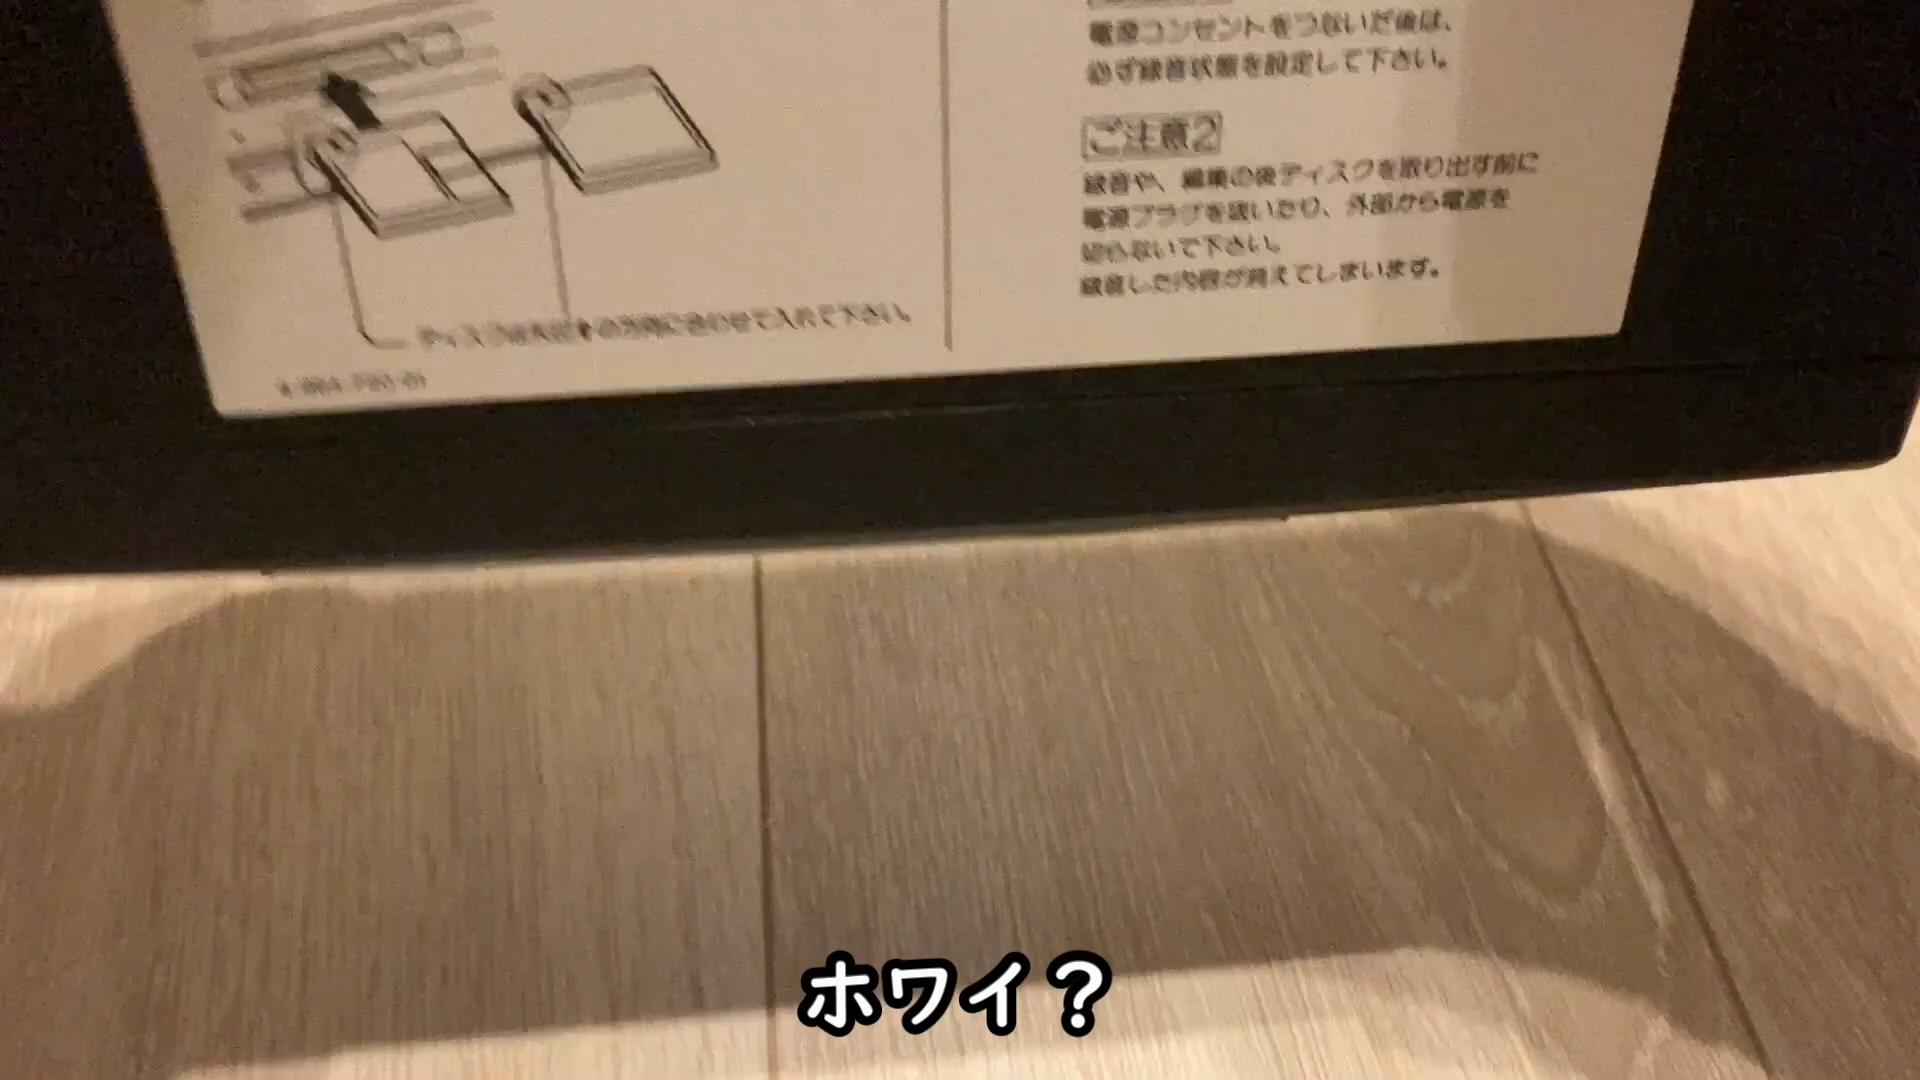 電源コンセントをつないだ後は、
必ず録音状態を設定して下さい。
ご注意2
録音や、編集の後ディスクを取り出す前に
電源プラグを抜いたり、外部から電源を
切らないで下さい。
録音した内容が消えてしまいます。
ディスクは の方向に合わせて入れて下さい。
ホワイ？